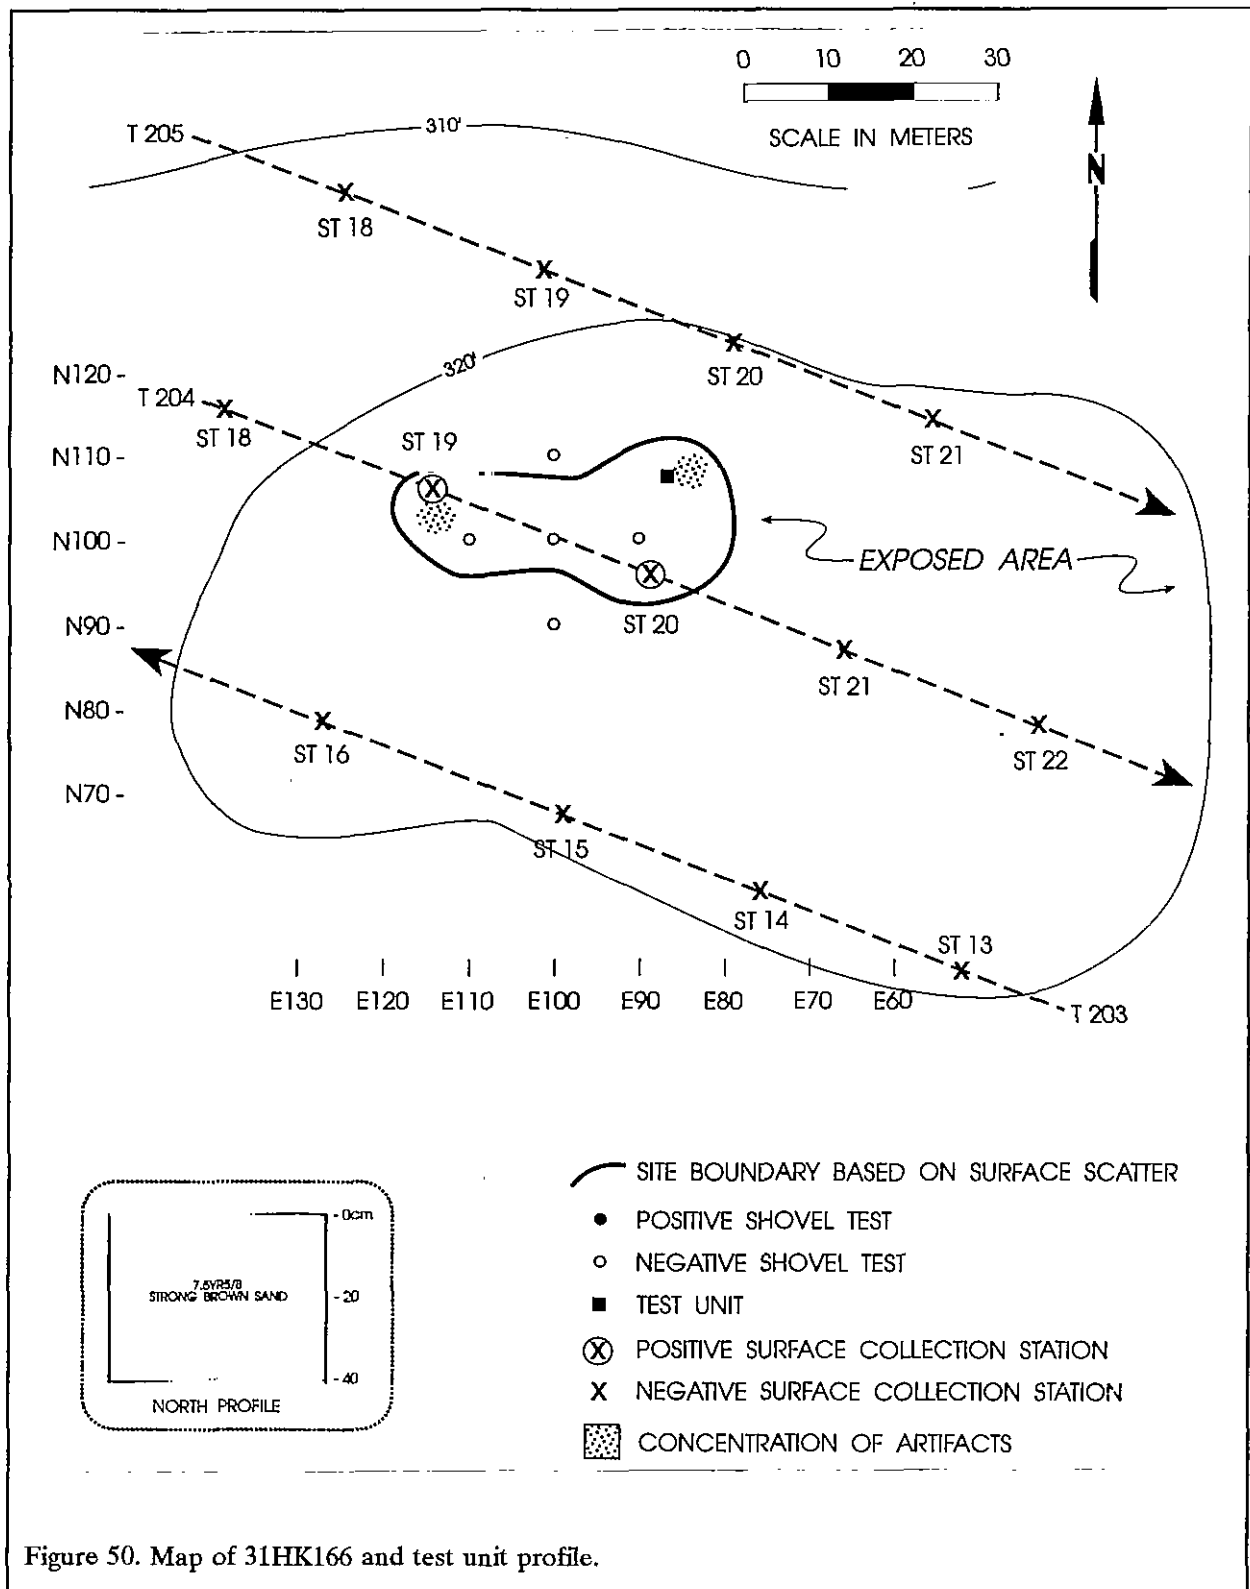 0 10 20 30
SCALE IN METERS
N
T 205
310'
ST 18
ST 19
ST 20
ST 21
320'
N120 -
T 204
ST 18
ST 19
N110 -
N100 -
EXPOSED AREA
N90 -
ST 20
ST 21
N80 -
ST 16
ST 22
N70 -
ST 15
ST 14
ST 13
E130 E120 E110 E100 E90 E80 E70 E60
T 203
- 0cm
7.5YR5/8
STRONG BROWN SAND
- 20
- 40
NORTH PROFILE
SITE BOUNDARY BASED ON SURFACE SCATTER
POSITIVE SHOVEL TEST
NEGATIVE SHOVEL TEST
TEST UNIT
POSITIVE SURFACE COLLECTION STATION
X NEGATIVE SURFACE COLLECTION STATION
CONCENTRATION OF ARTIFACTS
Figure 50. Map of 31HK166 and test unit profile.